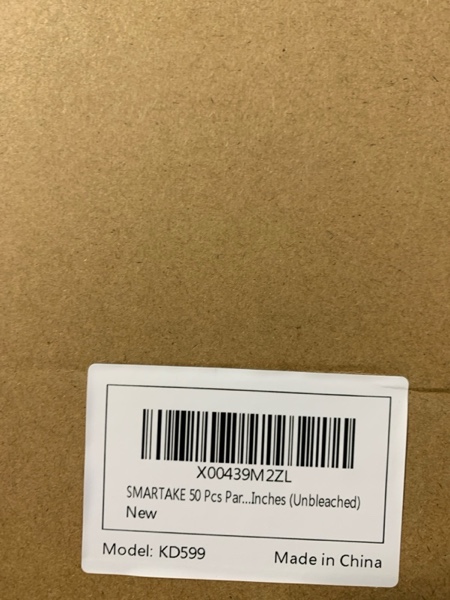 X00439M2ZL
SMARTAKE 50 Pcs Par...Inches (Unbleached)
New
Model: KD599
Made in China